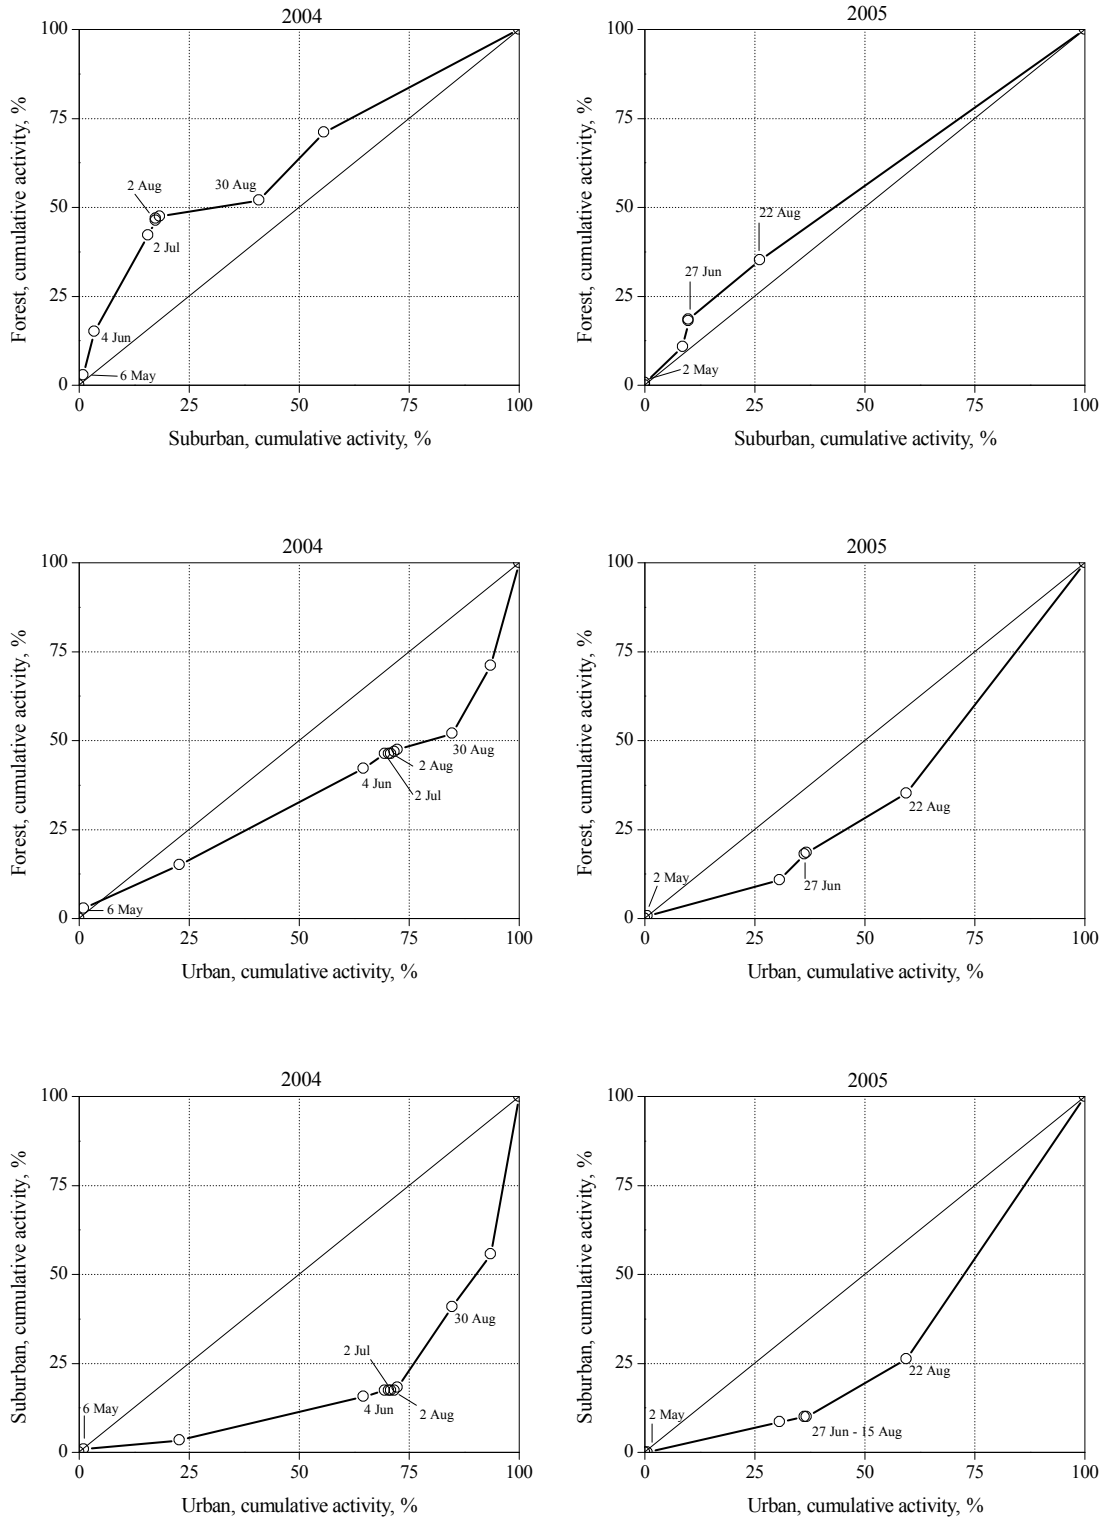 2004
100
75
50
25
0
Forest, cumulative activity, %
2 Aug
30 Aug
2 Jul
4 Jun
6 May
0 25 50 75 100
Suburban, cumulative activity, %
2005
100
75
50
25
0
Forest, cumulative activity, %
22 Aug
27 Jun
2 May
0 25 50 75 100
Suburban, cumulative activity, %
2004
100
75
50
25
0
Forest, cumulative activity, %
30 Aug
2 Aug
4 Jun
2 Jul
6 May
0 25 50 75 100
Urban, cumulative activity, %
2005
100
75
50
25
0
Forest, cumulative activity, %
22 Aug
2 May
27 Jun
0 25 50 75 100
Urban, cumulative activity, %
2004
100
75
50
25
0
Suburban, cumulative activity, %
30 Aug
2 Jul
6 May
4 Jun
2 Aug
0 25 50 75 100
Urban, cumulative activity, %
2005
100
75
50
25
0
Suburban, cumulative activity, %
22 Aug
2 May
27 Jun - 15 Aug
0 25 50 75 100
Urban, cumulative activity, %